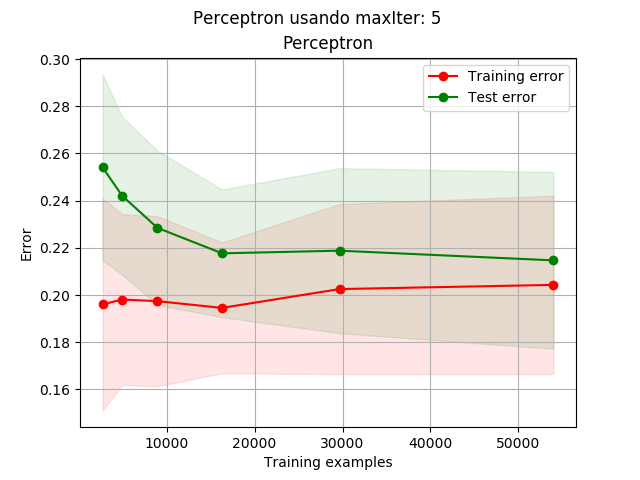 Perceptron usando maxIter: 5
Perceptron
Training error
Test error
0.30
0.28
0.26
0.24
0.22
0.20
0.18
0.16
Error
10000 20000 30000 40000 50000
Training examples